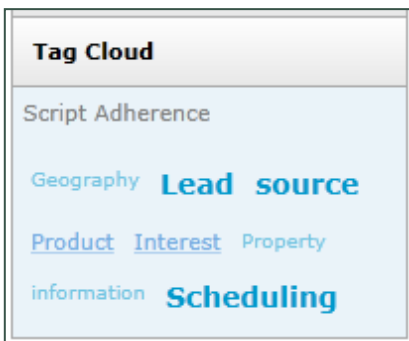 Tag Cloud
Script Adherence
Geography Lead source
Product Interest Property
information Scheduling